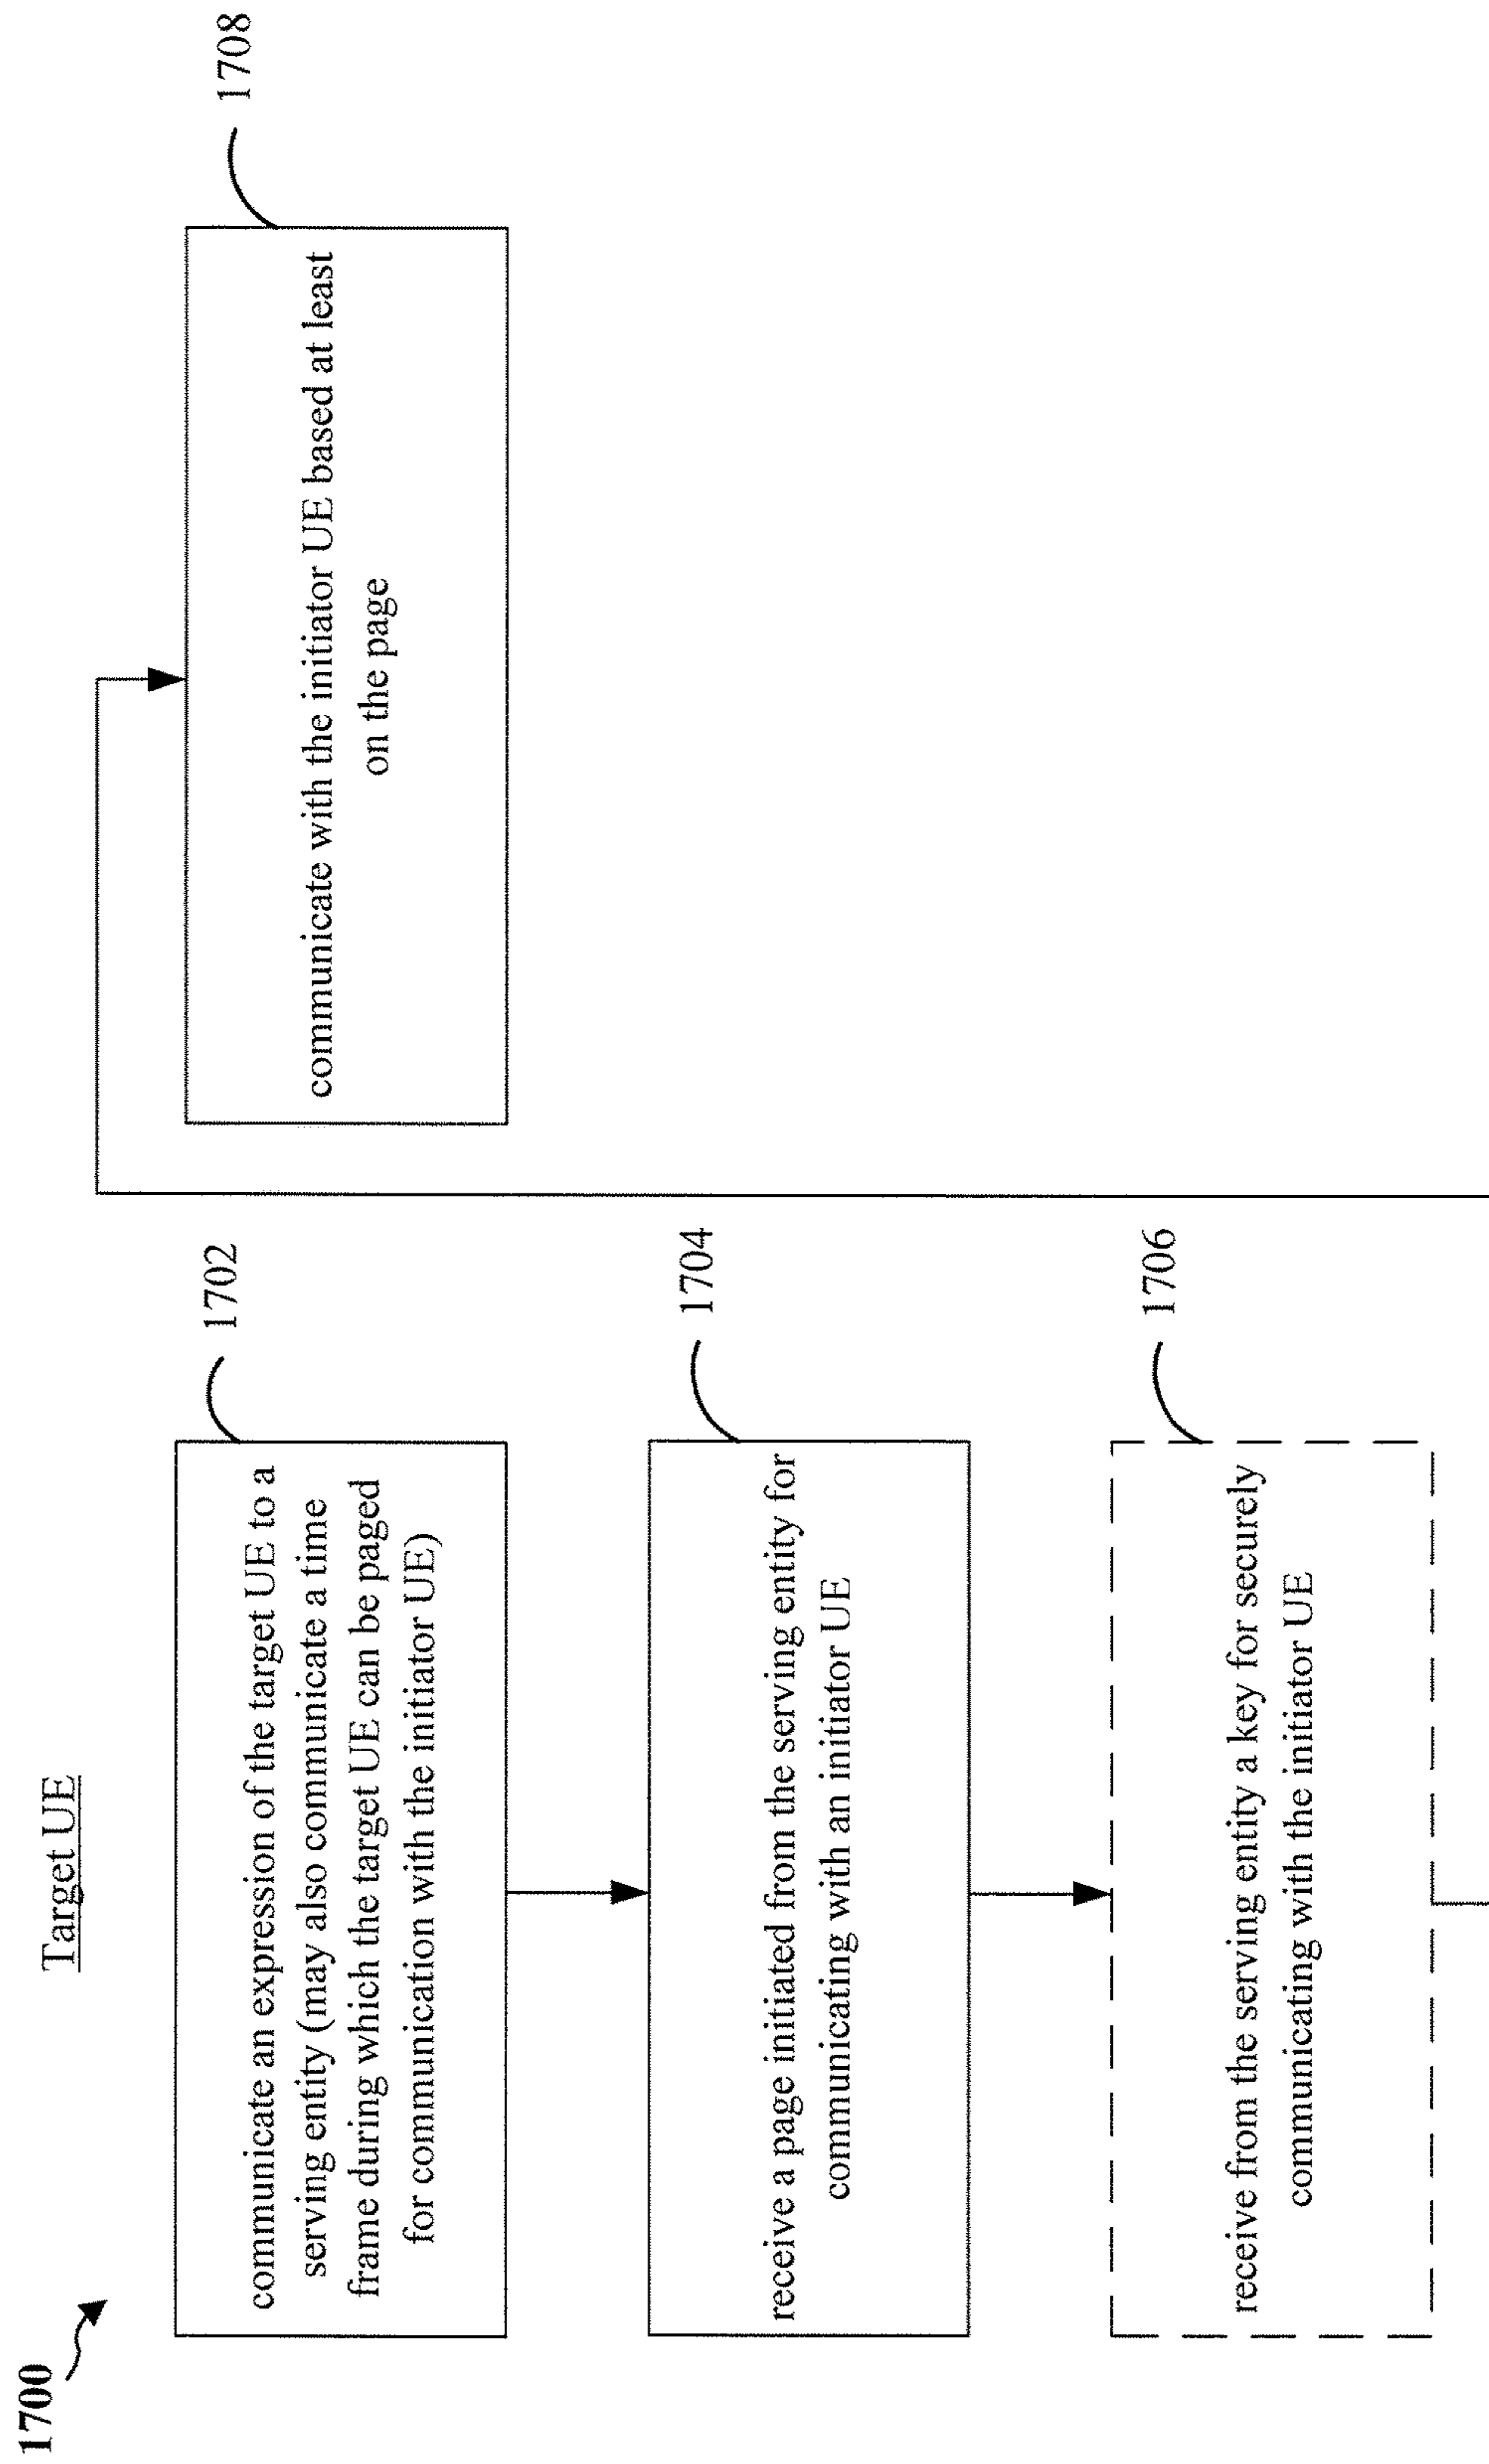 1700
Target UE
communicate an expression of the target UE to a
serving entity (may also communicate a time
frame during which the target UE can be paged
for communication with the initiator UE)
1702
receive a page initiated from the serving entity for
communicating with an initiator UE
1704
receive from the serving entity a key for securely
communicating with the initiator UE
1706
communicate with the initiator UE based at least
on the page
1708